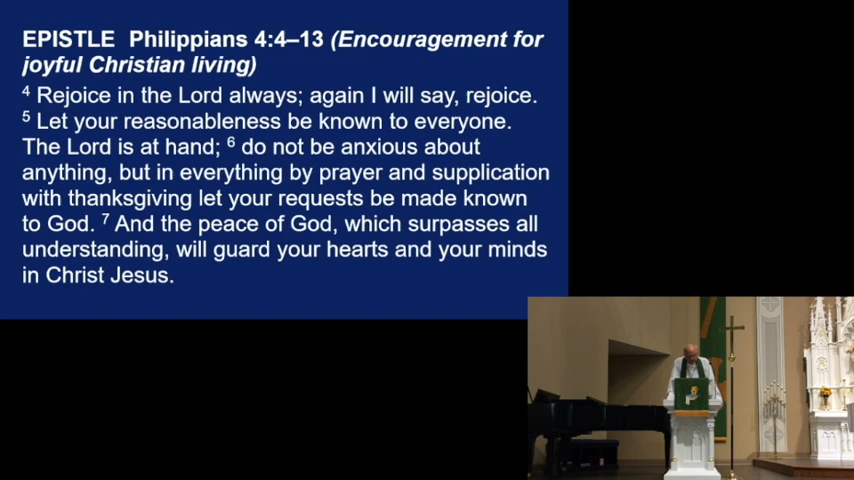 EPISTLE Philippians 4:4–13 (Encouragement for
joyful Christian living)
4 Rejoice in the Lord always; again I will say, rejoice.
5 Let your reasonableness be known to everyone.
The Lord is at hand; 6 do not be anxious about
anything, but in everything by prayer and supplication
with thanksgiving let your requests be made known
to God. 7 And the peace of God, which surpasses all
understanding, will guard your hearts and your minds
in Christ Jesus.